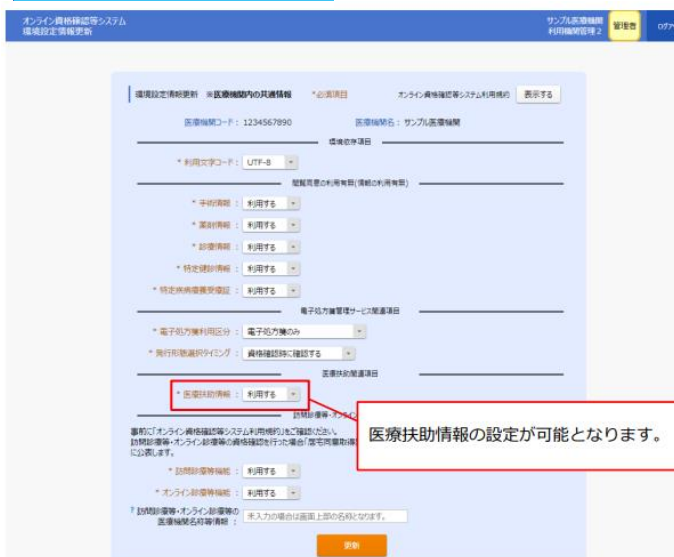 オンライン資格確認等システム
環境設定情報更新
サンプル医療機関
利用機関管理2
管理者
環境設定情報更新 ※医療機関内の共通情報 *必須項目 オンライン資格確認等システム利用規約 表示する
医療機関コード: 1234567890 医療機関名: サンプル医療機関
環境依存項目
* 利用文字コード: UTF-8
閲覧同意の利用有無(情報の利用有無)
* 手術情報 : 利用する
* 薬剤情報 : 利用する
* 診療情報 : 利用する
* 特定健診情報 : 利用する
* 特定疾病療養受療証 : 利用する
電子処方箋管理サービス関連項目
* 電子処方箋利用区分 : 電子処方箋のみ
* 発行形態選択タイミング : 資格確認時に確認する
医療扶助関連項目
* 医療扶助情報 : 利用する
医療扶助情報の設定が可能となります。
訪問診療等・オンライ
事前に「オンライン資格確認等システム利用規約」をご確認ください。
訪問診療等・オンライン診療等の資格確認を行った場合「居宅同意取得
に公表します。
* 訪問診療等機能 : 利用する
* オンライン診療等機能 : 利用する
訪問診療等・オンライン診療等の
医療機関名称等情報 : 未入力の場合は画面上部の名称となります。
更新